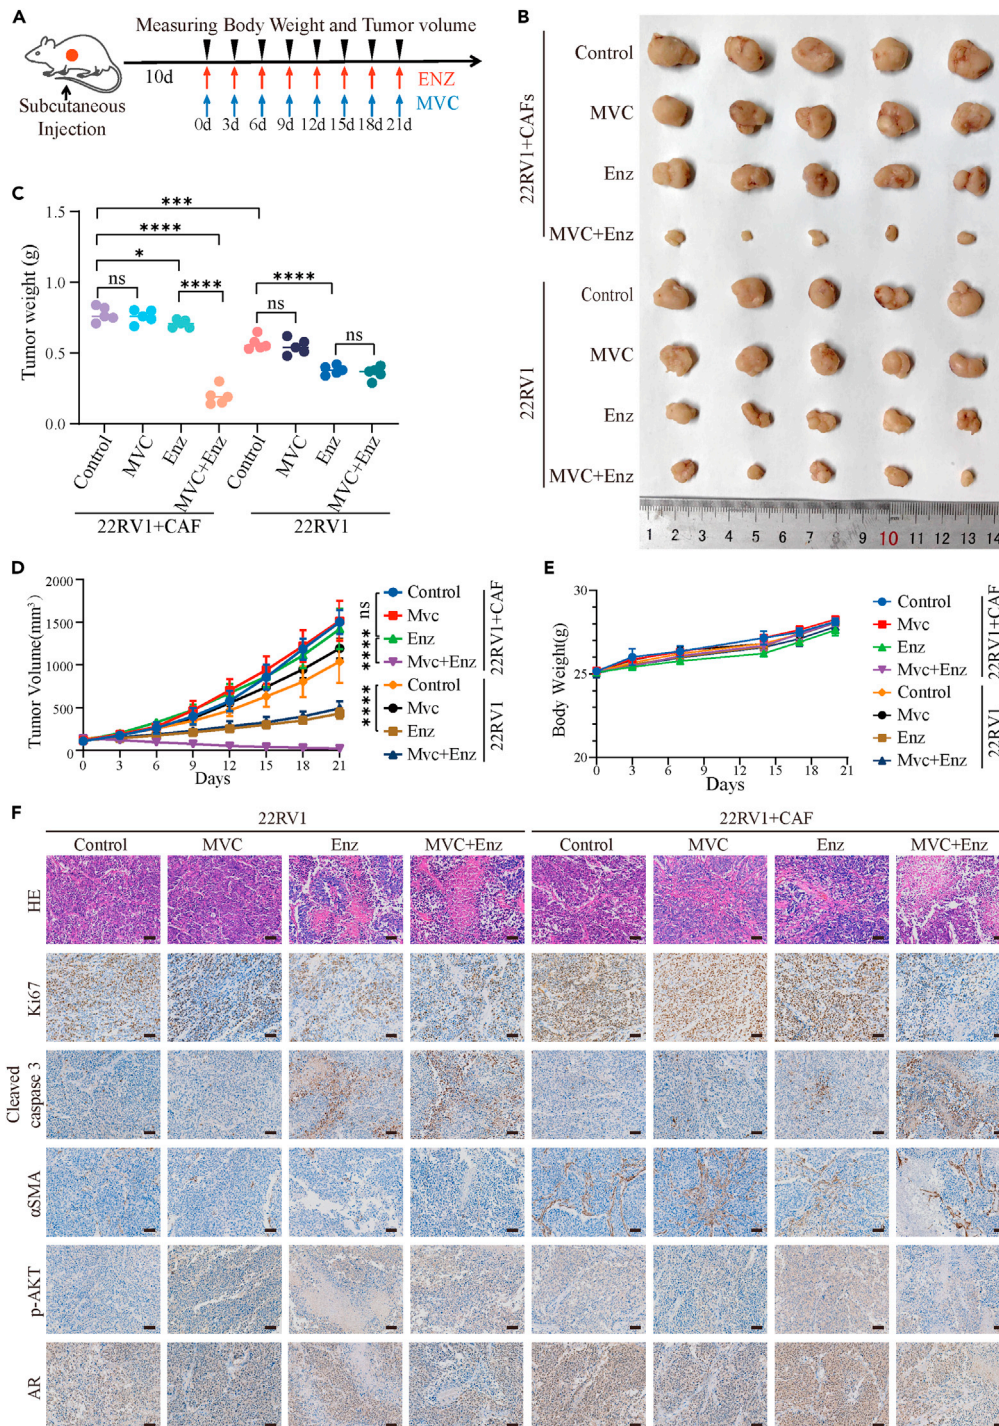 A
Measuring Body Weight and Tumor volume
10d
ENZ
MVC
Subcutaneous
Injection
0d 3d 6d 9d 12d 15d 18d 21d
B
22RV1+CAFs
Control
MVC
Enz
MVC+Enz
22RV1
Control
MVC
Enz
MVC+Enz
1 2 3 4 5 6 7 8 9 10 11 12 13 14
C
Tumor weight (g)
1.5
1.0
0.5
0.0
***
****
*
ns
****
****
ns
ns
Control MVC Enz MVC+Enz Control MVC Enz MVC+Enz
22RV1+CAF 22RV1
D
Tumor Volume(mm³)
2000
1500
1000
500
0
0 3 6 9 12 15 18 21
Days
Control
Mvc
Enz
Mvc+Enz
Control
Mvc
Enz
Mvc+Enz
ns
****
****
22RV1+CAF
22RV1
E
Body Weight(g)
30
25
20
0 3 6 9 12 14 18 21
Days
Control
Mvc
Enz
Mvc+Enz
Control
Mvc
Enz
Mvc+Enz
22RV1+CAF
22RV1
F
22RV1 22RV1+CAF
Control MVC Enz MVC+Enz Control MVC Enz MVC+Enz
HE
Ki67
Cleaved
caspase 3
αSMA
p-AKT
AR